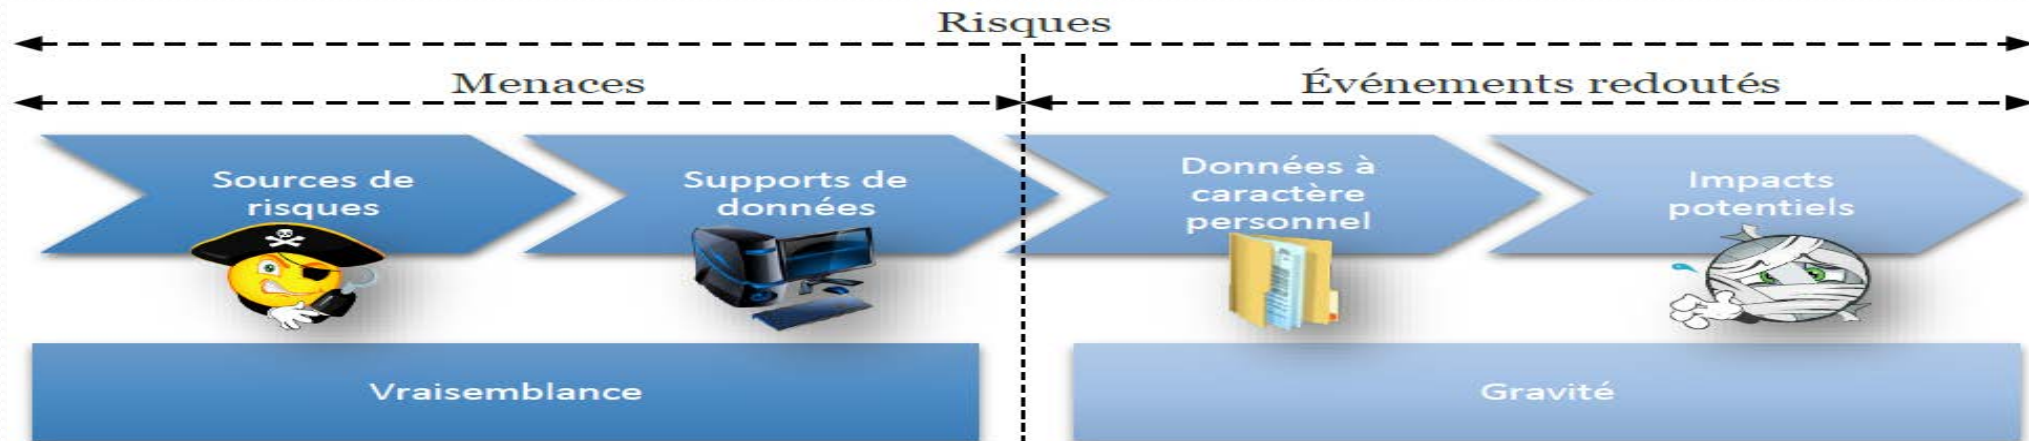 Risques
Menaces
Événements redoutés
Sources de
risques
Supports de
données
Données à
caractère
personnel
Impacts
potentiels
Vraisemblance
Gravité